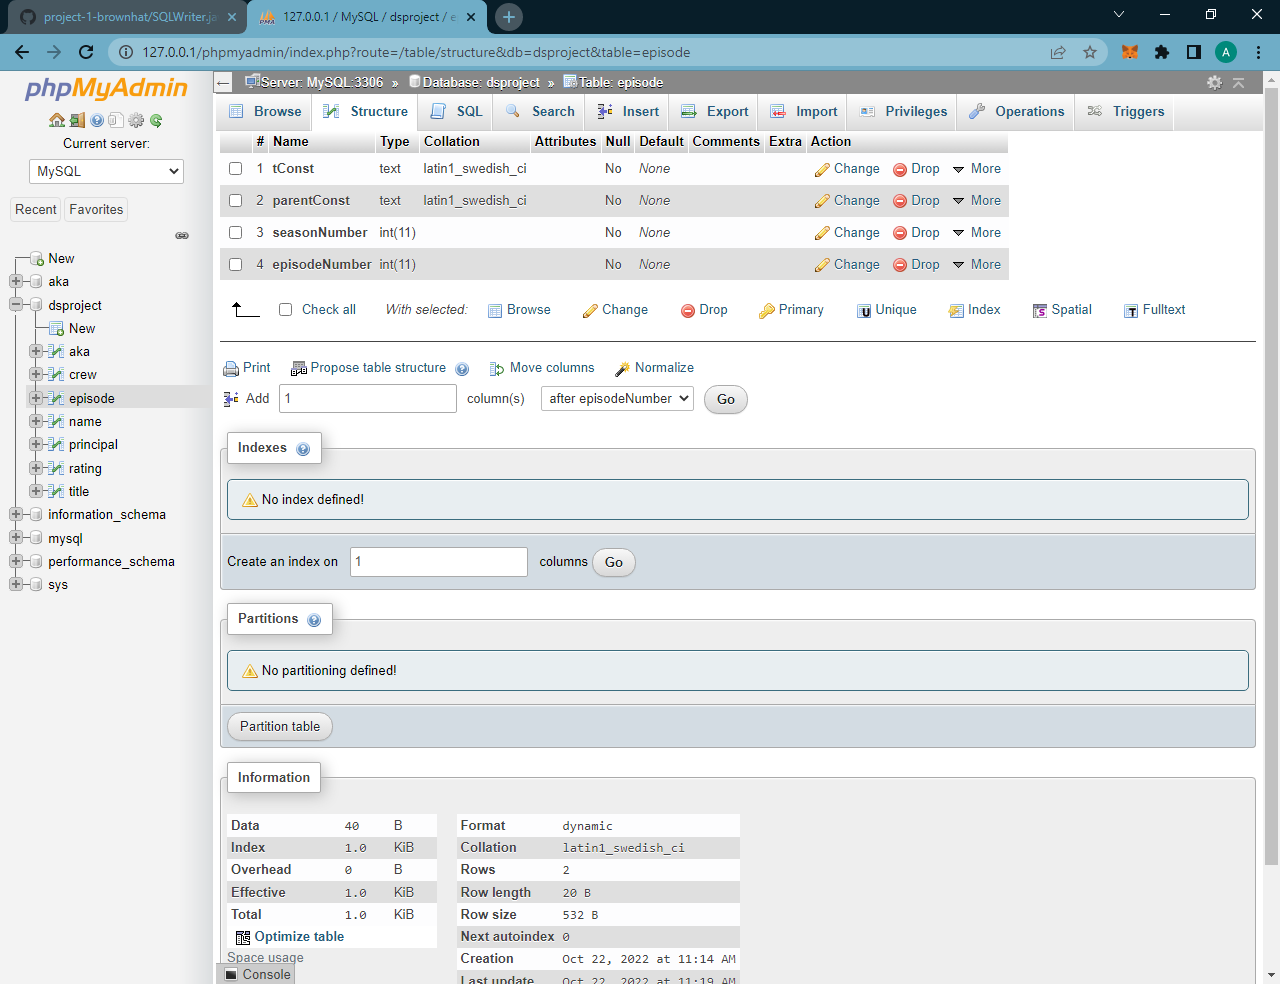 project-1-brownhat/SQLWriter.ja
127.0.0.1 / MySQL / dsproject / e
127.0.0.1/phpmyadmin/index.php?route=/table/structure&db=dsproject&table=episode
A
phpMyAdmin
Current server:
MySQL
Recent Favorites
New
aka
dsproject
New
aka
crew
episode
name
principal
rating
title
information_schema
mysql
performance_schema
sys
Server: MySQL:3306 » Database: dsproject » Table: episode
Browse Structure SQL Search Insert Export Import Privileges Operations Triggers
# Name Type Collation Attributes Null Default Comments Extra Action
1 tConst text latin1_swedish_ci No None Change Drop More
2 parentConst text latin1_swedish_ci No None Change Drop More
3 seasonNumber int(11) No None Change Drop More
4 episodeNumber int(11) No None Change Drop More
Check all With selected: Browse Change Drop Primary Unique Index Spatial Fulltext
Print Propose table structure Move columns Normalize
Add 1 column(s) after episodeNumber Go
Indexes
No index defined!
Create an index on 1 columns Go
Partitions
No partitioning defined!
Partition table
Information
Data 40 B
Index 1.0 KiB
Overhead 0 B
Effective 1.0 KiB
Total 1.0 KiB
Optimize table
Space usage
Format dynamic
Collation latin1_swedish_ci
Rows 2
Row length 20 B
Row size 532 B
Next autoindex 0
Creation Oct 22, 2022 at 11:14 AM
Last update Oct 22, 2022 at 11:19 AM
Console